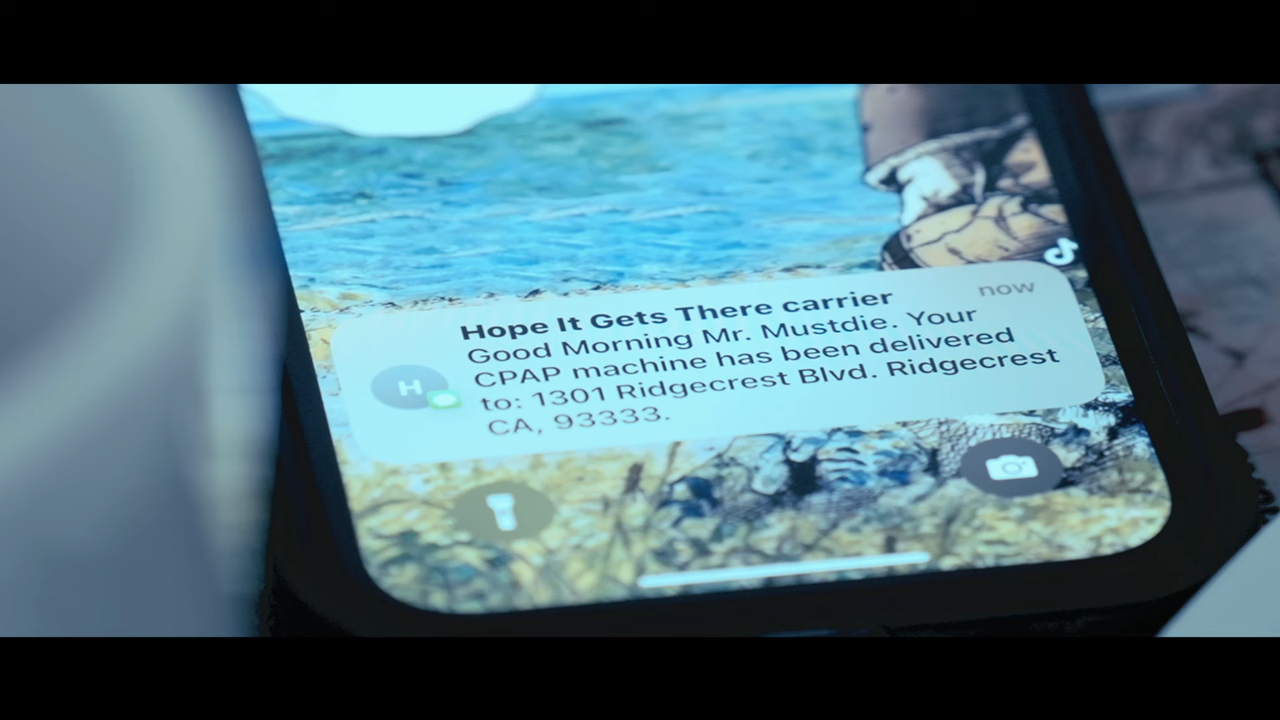 Hope It Gets There carrier
now
Good Morning Mr. Mustdie. Your
CPAP machine has been delivered
to: 1301 Ridgecrest Blvd. Ridgecrest
CA, 93333.
H